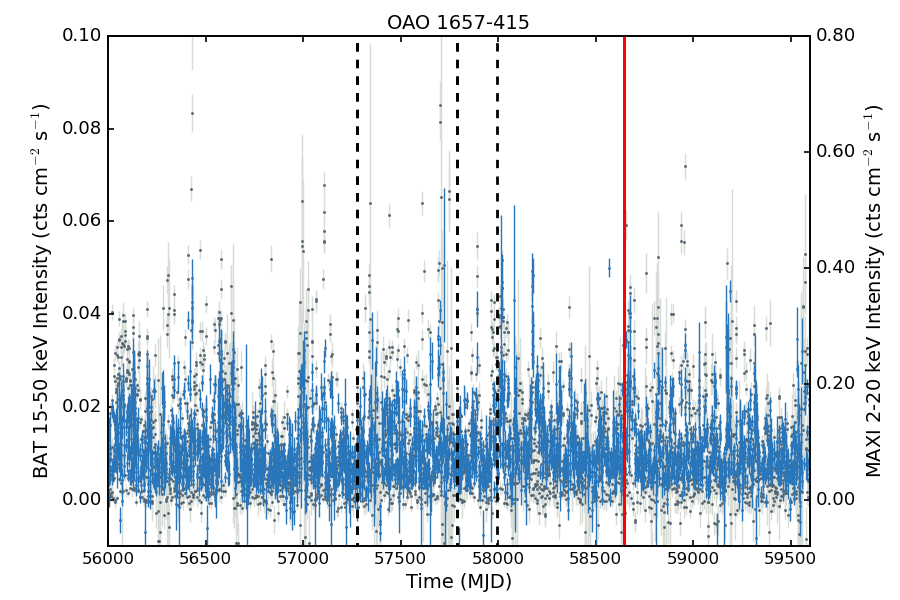 OAO 1657-415
0.10
0.08
0.06
0.04
0.02
0.00
BAT 15-50 keV Intensity (cts cm⁻² s⁻¹)
0.80
0.60
0.40
0.20
0.00
MAXI 2-20 keV Intensity (cts cm⁻² s⁻¹)
56000 56500 57000 57500 58000 58500 59000 59500
Time (MJD)